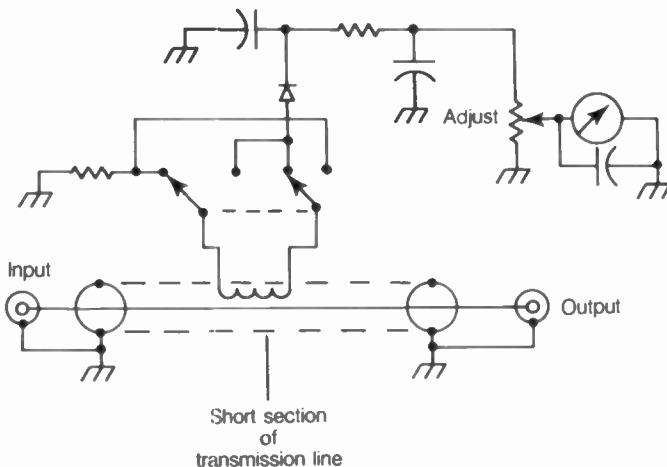 Adjust
Input
Output
Short section
of
transmission line